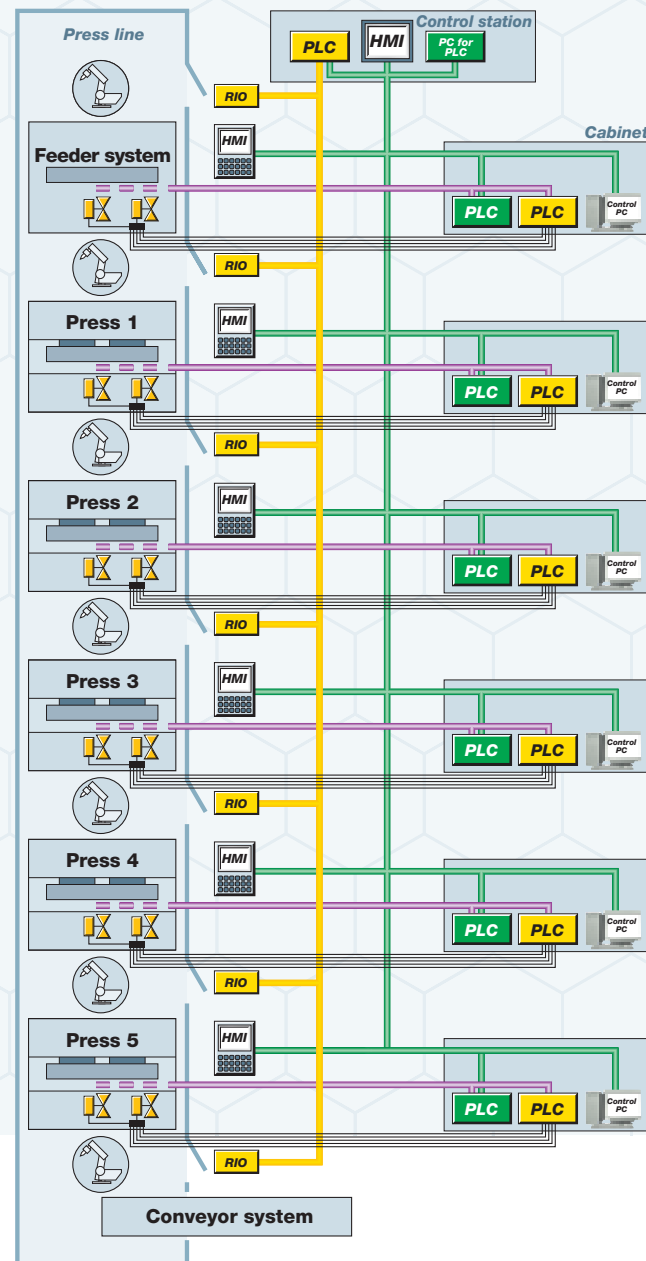 Press line
Control station
PLC
HMI
PC for
PLC
RIO
HMI
Cabinet
Feeder system
PLC
PLC
Control
PC
RIO
Press 1
HMI
PLC
PLC
Control
PC
RIO
Press 2
HMI
PLC
PLC
Control
PC
RIO
Press 3
HMI
PLC
PLC
Control
PC
RIO
Press 4
HMI
PLC
PLC
Control
PC
RIO
Press 5
HMI
PLC
PLC
Control
PC
RIO
Conveyor system